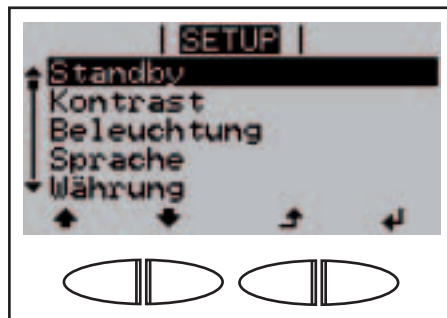 SETUP
Standby
Kontrast
Beleuchtung
Sprache
Währung